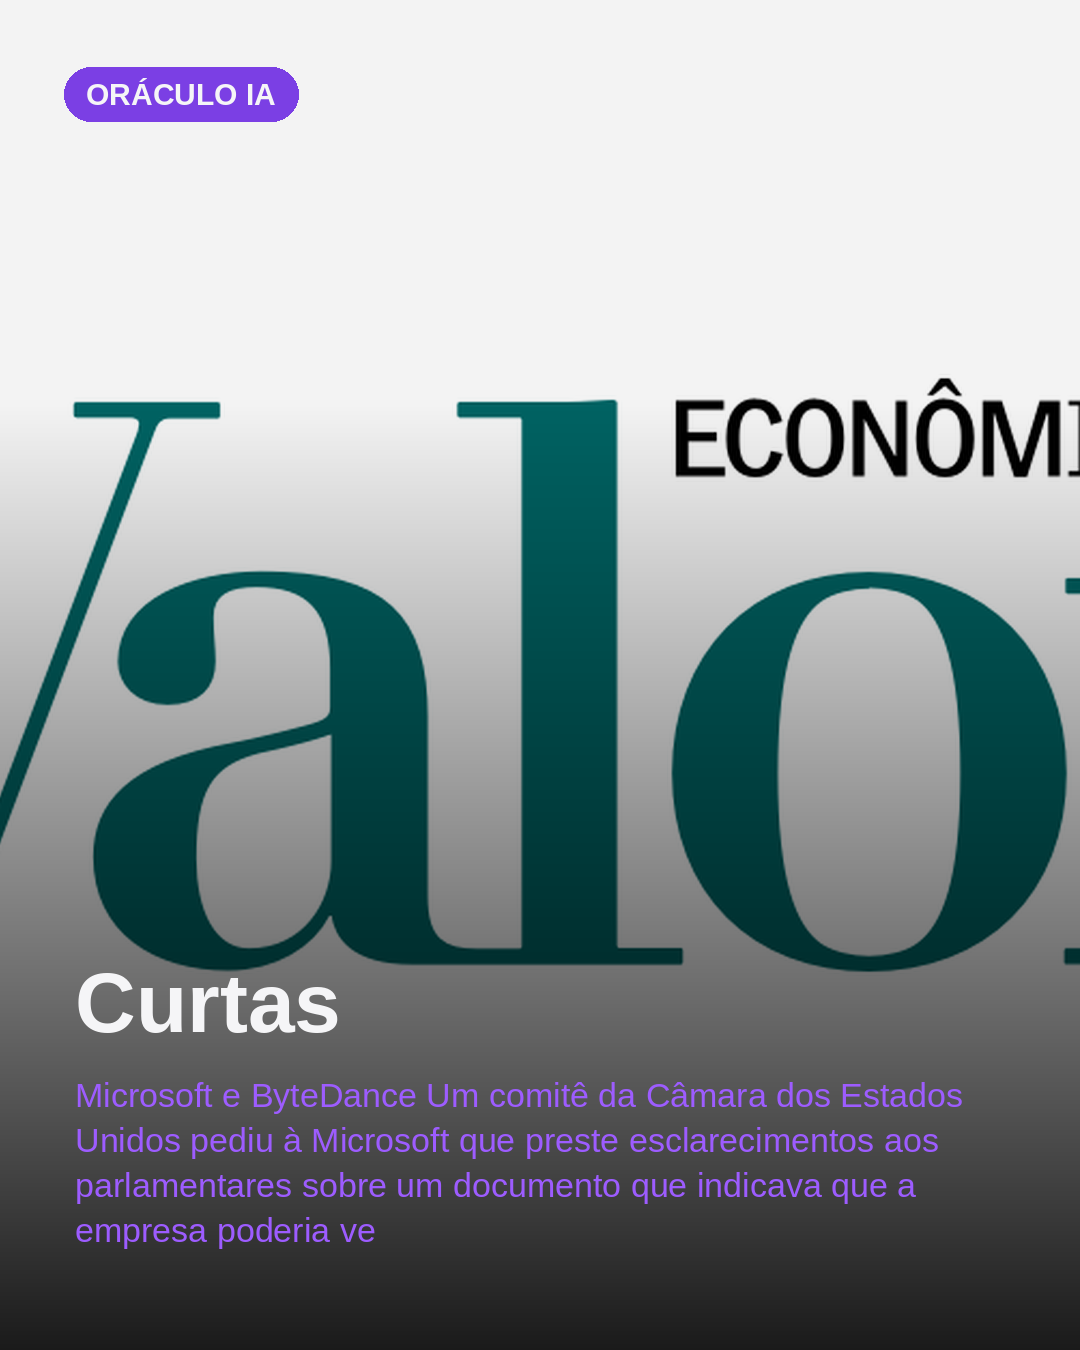 ORÁCULO IA
ECONÔMI
Valor
Curtas
Microsoft e ByteDance Um comitê da Câmara dos Estados
Unidos pediu à Microsoft que preste esclarecimentos aos
parlamentares sobre um documento que indicava que a
empresa poderia ve